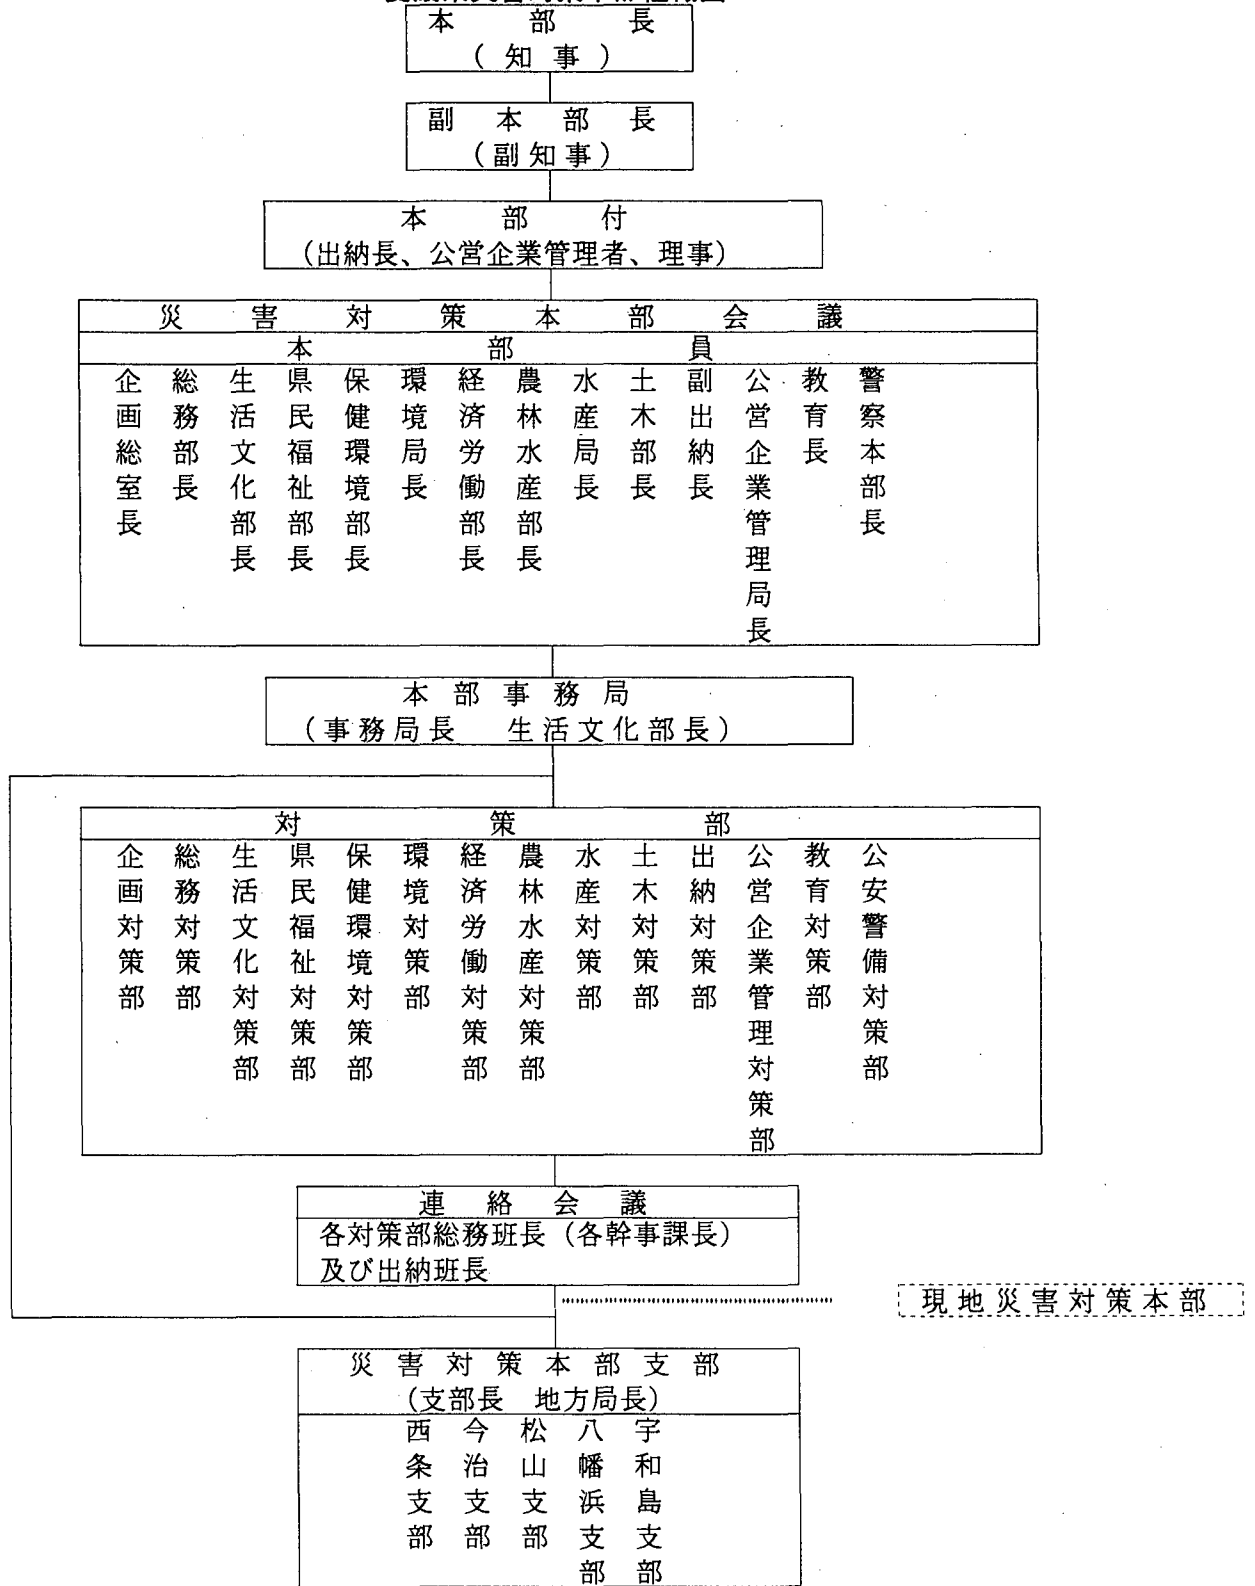 本部長
(知事)
副本部長
(副知事)
本部付
(出納長、公営企業管理者、理事)
災害対策本部会議
本部員
企画総室長
総務部長
生活文化部長
県民福祉部長
保健環境部長
環境局長
経済労働部長
農林水産部長
水産局長
土木部長
副出納長
公営企業管理局長
教育長
警察本部長
本部事務局
(事務局長 生活文化部長)
対策部
企画対策部
総務対策部
生活文化対策部
県民福祉対策部
保健環境対策部
環境対策部
経済労働対策部
農林水産対策部
水産対策部
土木対策部
出納対策部
公営企業管理対策部
教育対策部
公安警備対策部
連絡会議
各対策部総務班長(各幹事課長)
及び出納班長
現地災害対策本部
災害対策本部支部
(支部長 地方局長)
西条支部
今治支部
松山支部
八幡浜支部
宇和島支部